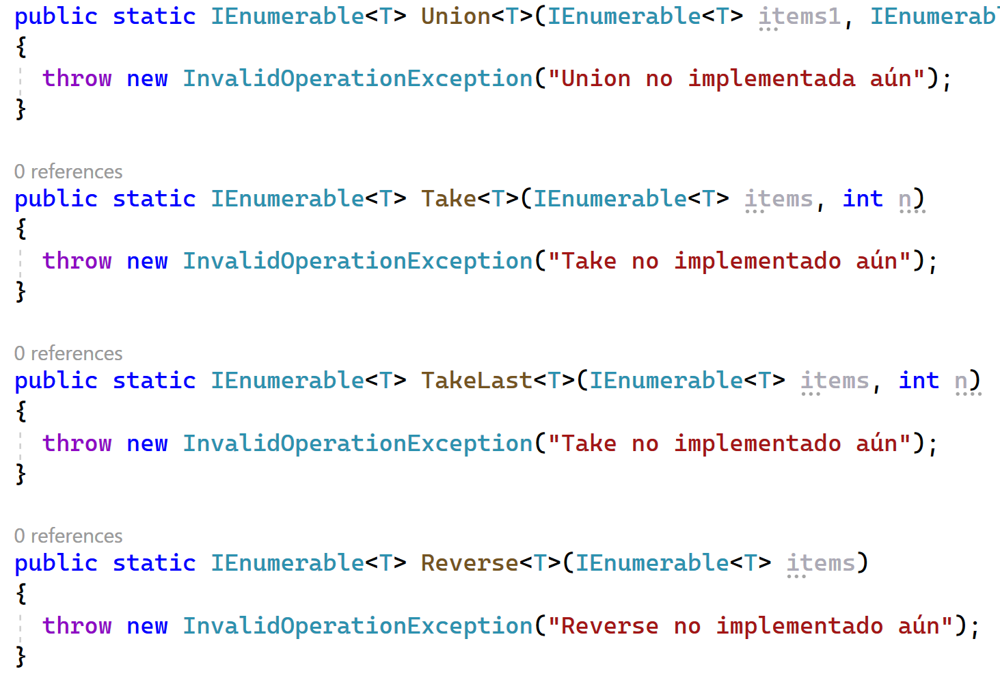 public static IEnumerable<T> Union<T>(IEnumerable<T> items1, IEnumerabl
{
throw new InvalidOperationException("Union no implementada aún");
}
0 references
public static IEnumerable<T> Take<T>(IEnumerable<T> items, int n)
{
throw new InvalidOperationException("Take no implementado aún");
}
0 references
public static IEnumerable<T> TakeLast<T>(IEnumerable<T> items, int n)
{
throw new InvalidOperationException("Take no implementado aún");
}
0 references
public static IEnumerable<T> Reverse<T>(IEnumerable<T> items)
{
throw new InvalidOperationException("Reverse no implementado aún");
}